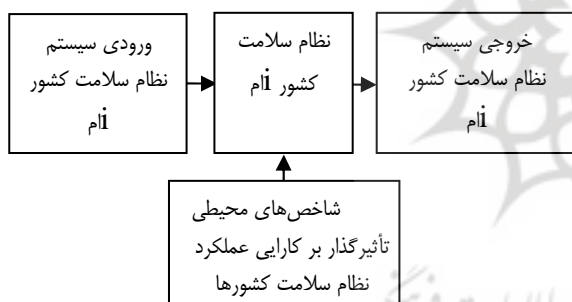 ورودی سیستم
نظام سلامت کشور
iام
نظام سلامت
کشور iام
خروجی سیستم
نظام سلامت کشور
iام
شاخص‌های محیطی
تأثیرگذار بر کارایی عملکرد
نظام سلامت کشورها